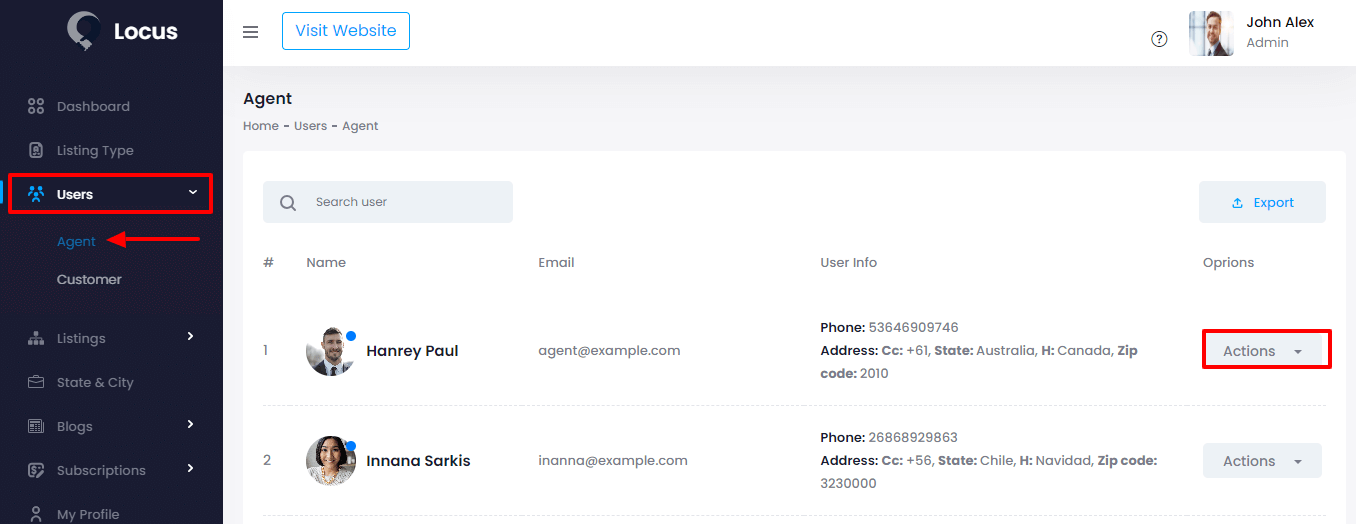 Locus
Visit Website
John Alex
Admin
Dashboard
Listing Type
Users
Agent
Customer
Listings
State & City
Blogs
Subscriptions
My Profile
Agent
Home - Users - Agent
Search user
Export
# Name Email User Info Oprions
1 Hanrey Paul agent@example.com
Phone: 53646909746
Address: Cc: +61, State: Australia, H: Canada, Zip
code: 2010
Actions
2 Innana Sarkis inanna@example.com
Phone: 26868929863
Address: Cc: +56, State: Chile, H: Navidad, Zip code:
3230000
Actions